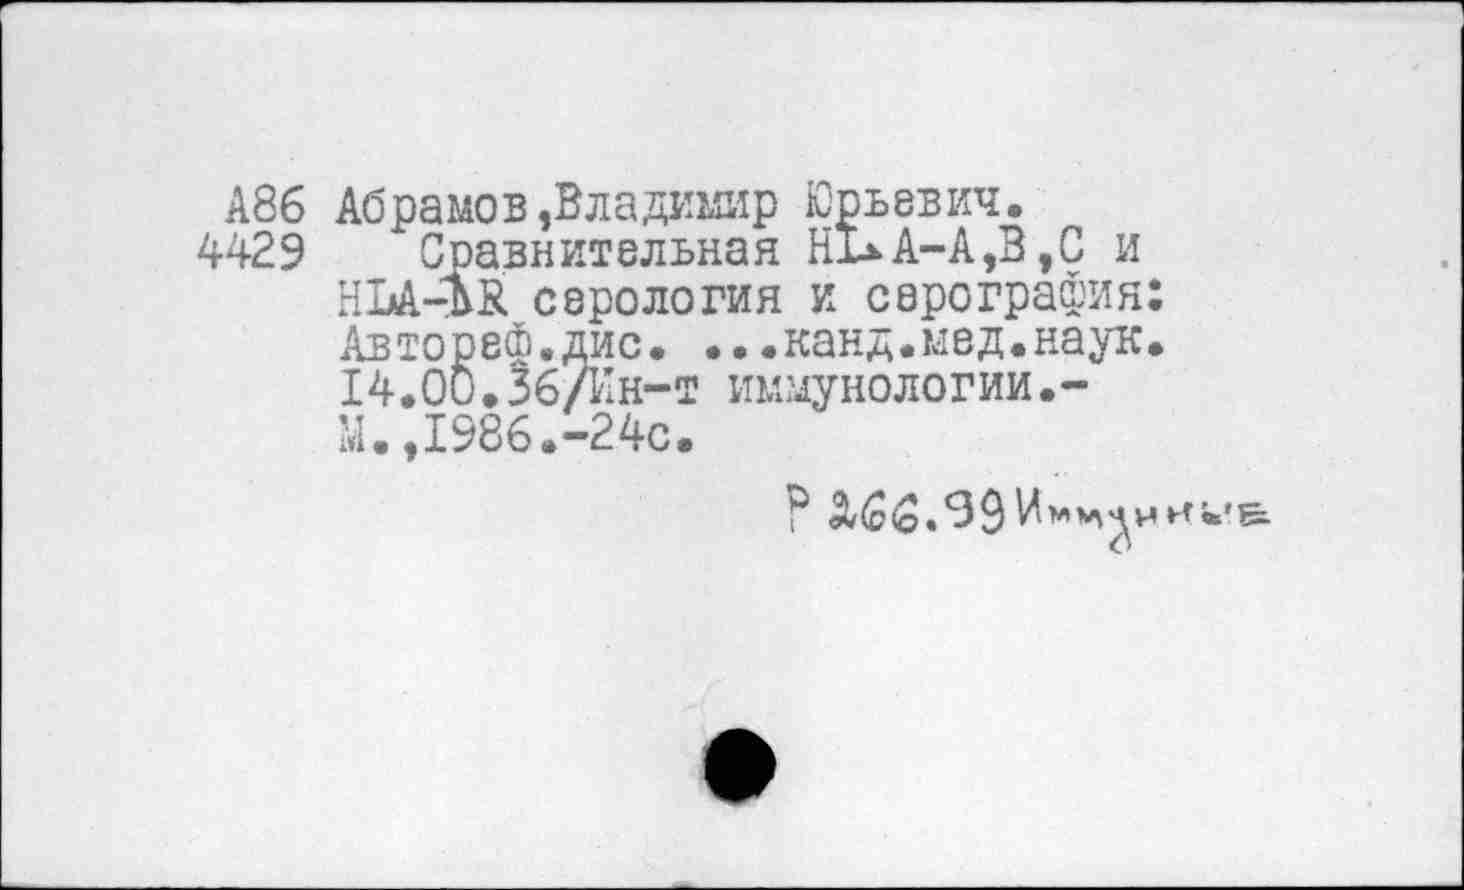 А86 Абрамов,Владимир Юрьевич.
4429 Сравнительная HLA-A,B,C и
HLA-DR серология и серография:
Автореф.дис. ...канд.мед.наук.
14.00.36/Ин-т иммунологии.-
М.,1986.-24с.
Р 266.99